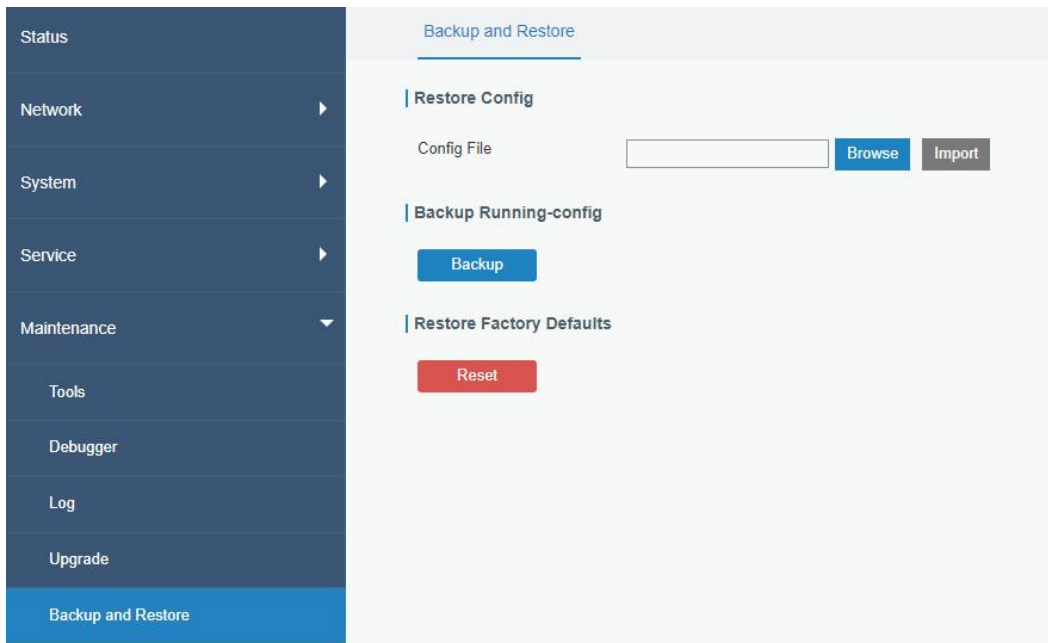 Status
Network
System
Service
Maintenance
Tools
Debugger
Log
Upgrade
Backup and Restore
Backup and Restore
Restore Config
Config File
Browse
Import
Backup Running-config
Backup
Restore Factory Defaults
Reset